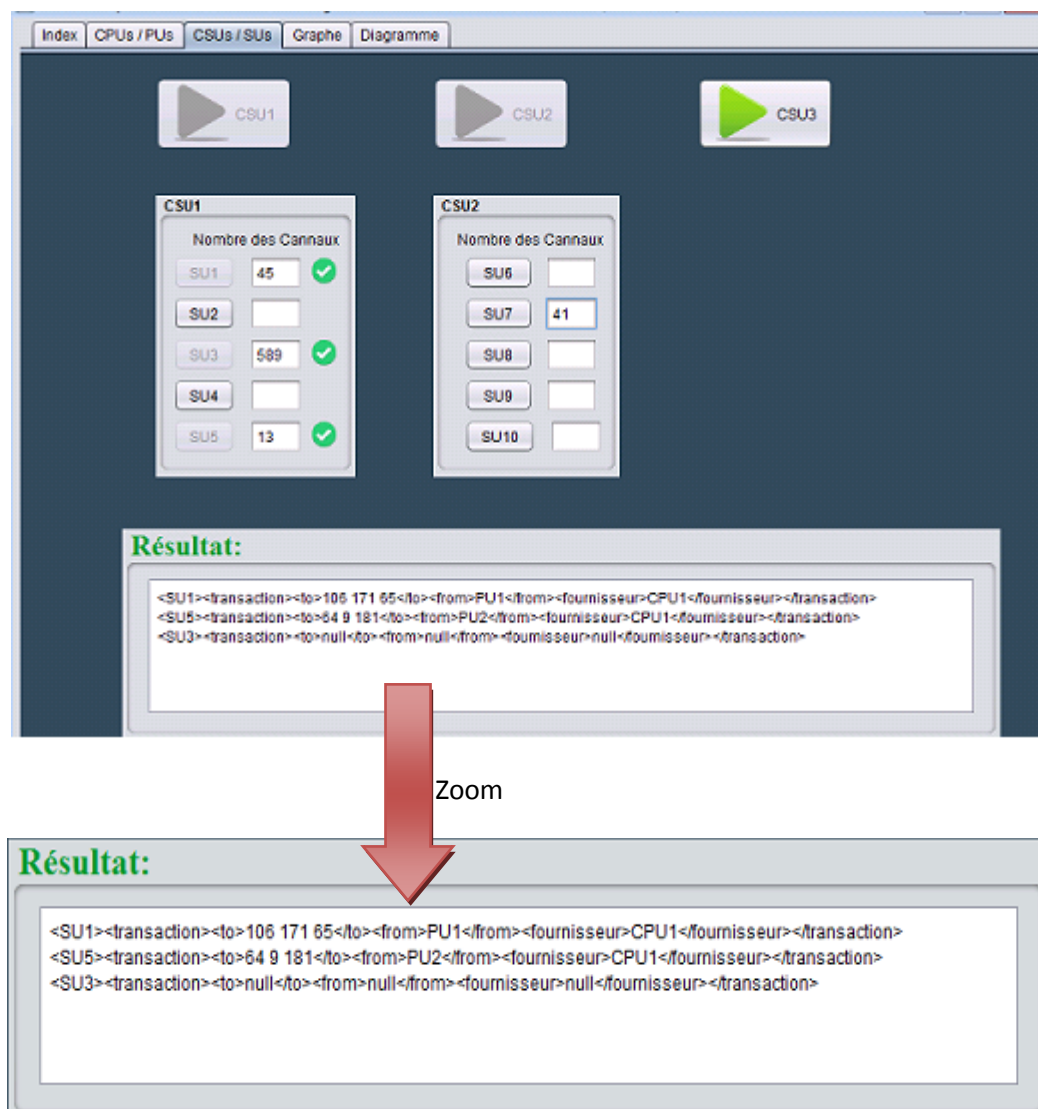 Index CPUs / PUs CSUs / SUs Graphe Diagramme
CSU1 CSU2 CSU3
CSU1
Nombre des Cannaux
SU1 45
SU2
SU3 589
SU4
SU5 13
CSU2
Nombre des Cannaux
SU6
SU7 41
SU8
SU9
SU10
Résultat:
<SU1><transaction><to>106 171 65</to><from>PU1</from><fournisseur>CPU1</fournisseur></transaction>
<SU5><transaction><to>64 9 181</to><from>PU2</from><fournisseur>CPU1</fournisseur></transaction>
<SU3><transaction><to>null</to><from>null</from><fournisseur>null</fournisseur></transaction>
Zoom
Résultat:
<SU1><transaction><to>106 171 65</to><from>PU1</from><fournisseur>CPU1</fournisseur></transaction>
<SU5><transaction><to>64 9 181</to><from>PU2</from><fournisseur>CPU1</fournisseur></transaction>
<SU3><transaction><to>null</to><from>null</from><fournisseur>null</fournisseur></transaction>